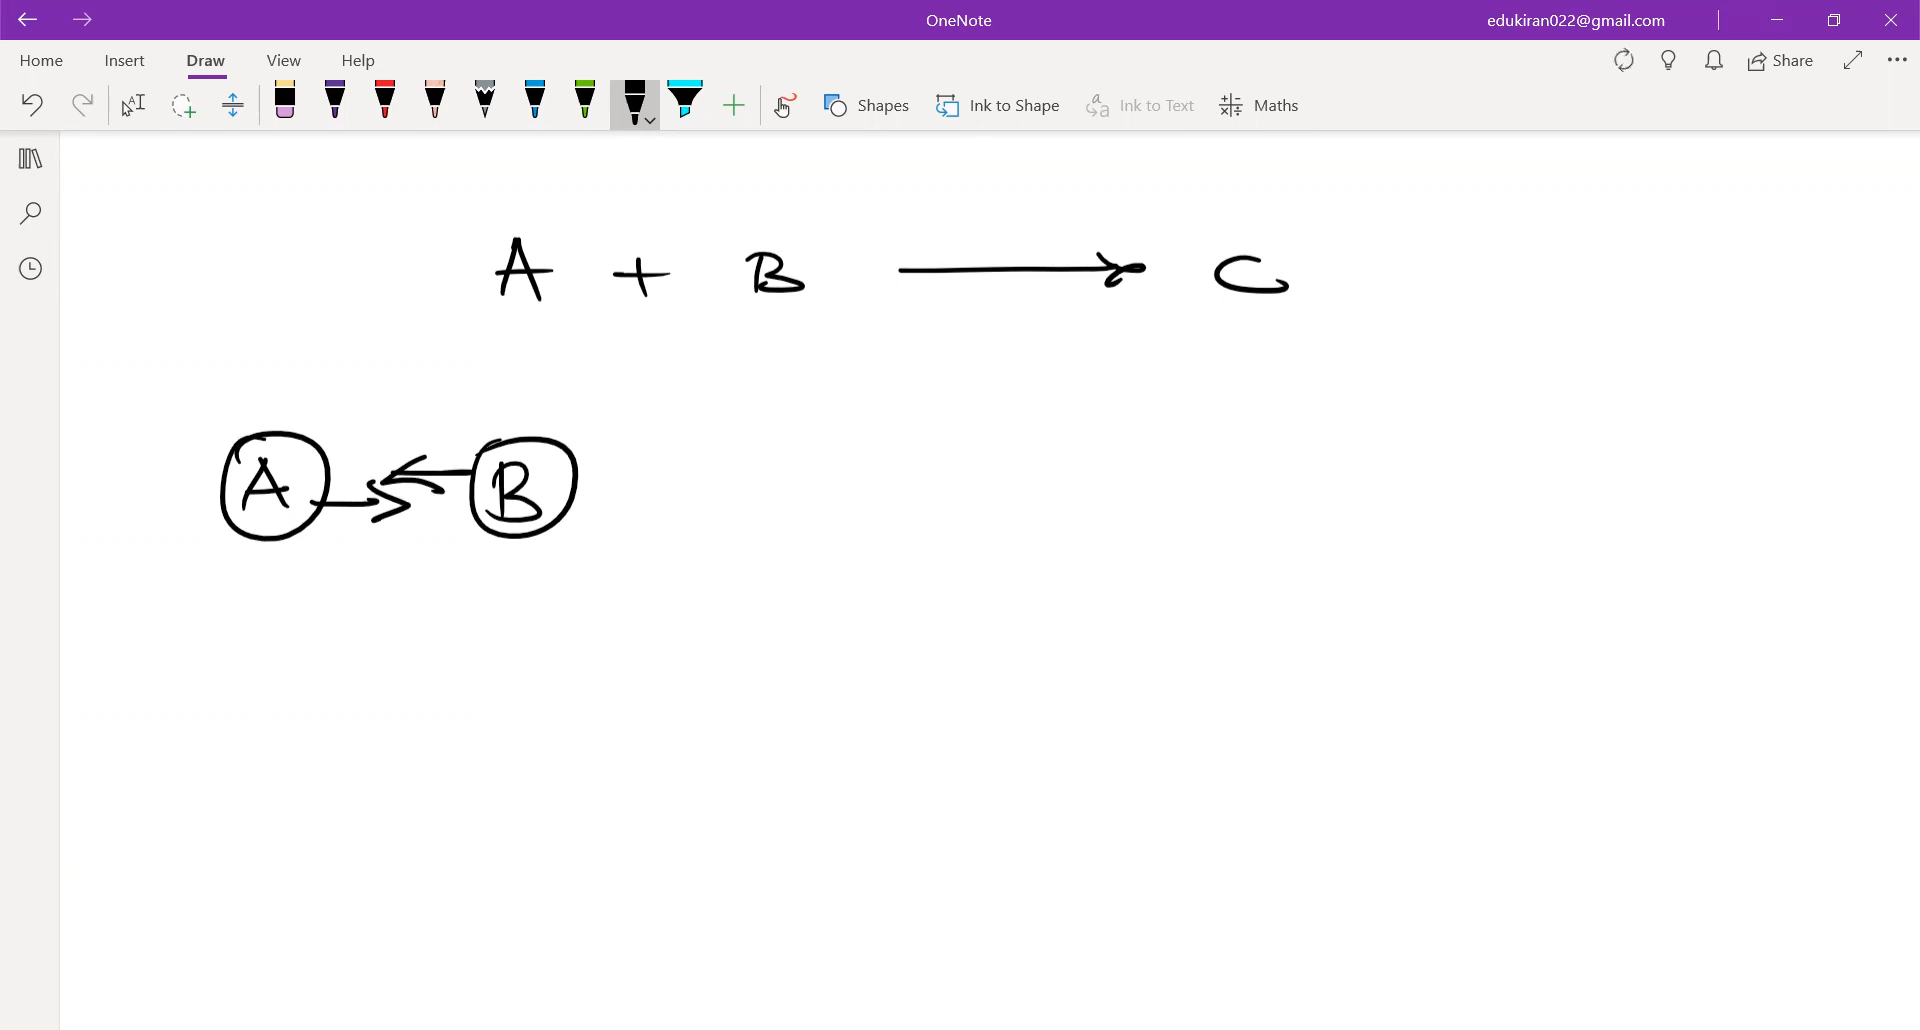 OneNote
edukiran022@gmail.com
Home Insert Draw View Help
Share
Shapes Ink to Shape Ink to Text Maths
A + B → C
A B